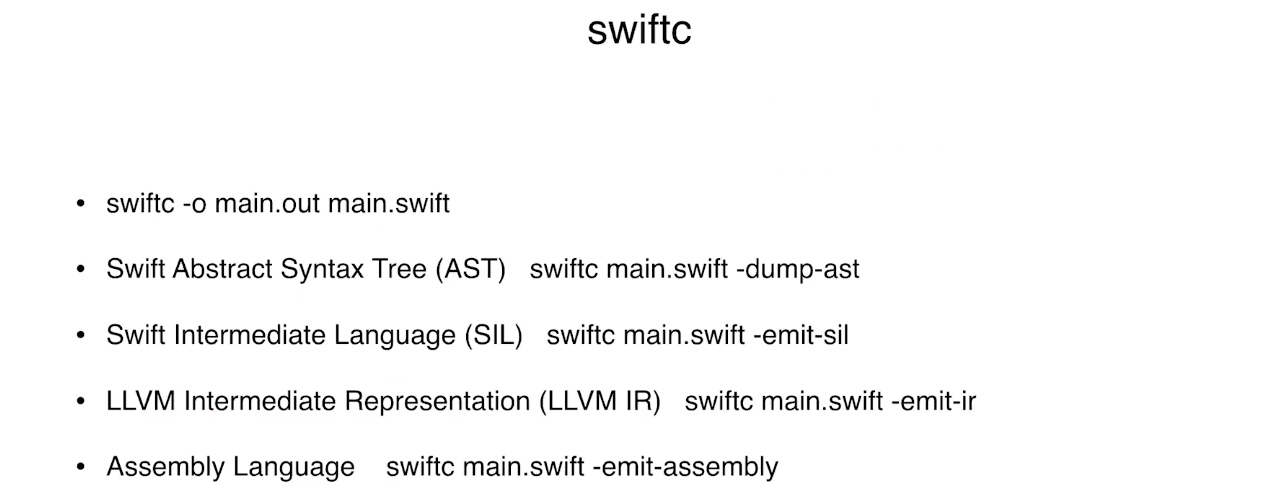 swiftc
• swiftc -o main.out main.swift
• Swift Abstract Syntax Tree (AST) swiftc main.swift -dump-ast
• Swift Intermediate Language (SIL) swiftc main.swift -emit-sil
• LLVM Intermediate Representation (LLVM IR) swiftc main.swift -emit-ir
• Assembly Language swiftc main.swift -emit-assembly